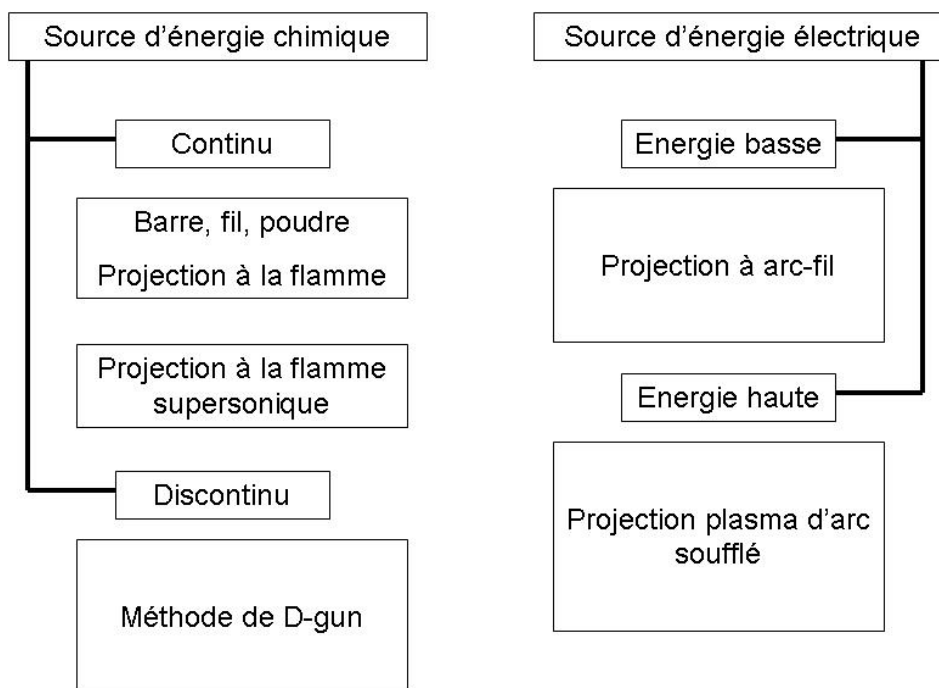 Source d’énergie chimique
Continu
Barre, fil, poudre
Projection à la flamme
Projection à la flamme
supersonique
Discontinu
Méthode de D-gun
Source d’énergie électrique
Energie basse
Projection à arc-fil
Energie haute
Projection plasma d’arc
soufflé